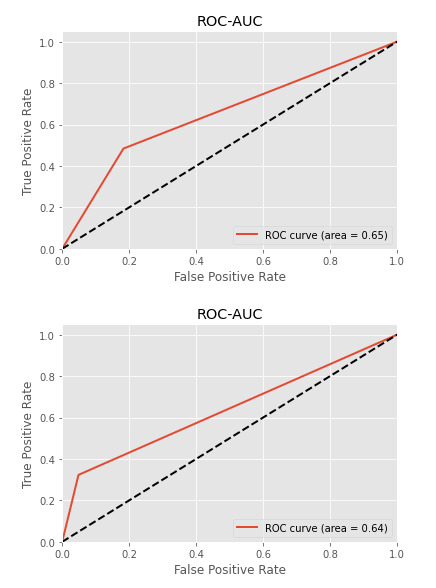 ROC-AUC
1.0
0.8
0.6
0.4
0.2
0.0
True Positive Rate
ROC curve (area = 0.65)
0.0 0.2 0.4 0.6 0.8 1.0
False Positive Rate
ROC-AUC
1.0
0.8
0.6
0.4
0.2
0.0
True Positive Rate
ROC curve (area = 0.64)
0.0 0.2 0.4 0.6 0.8 1.0
False Positive Rate